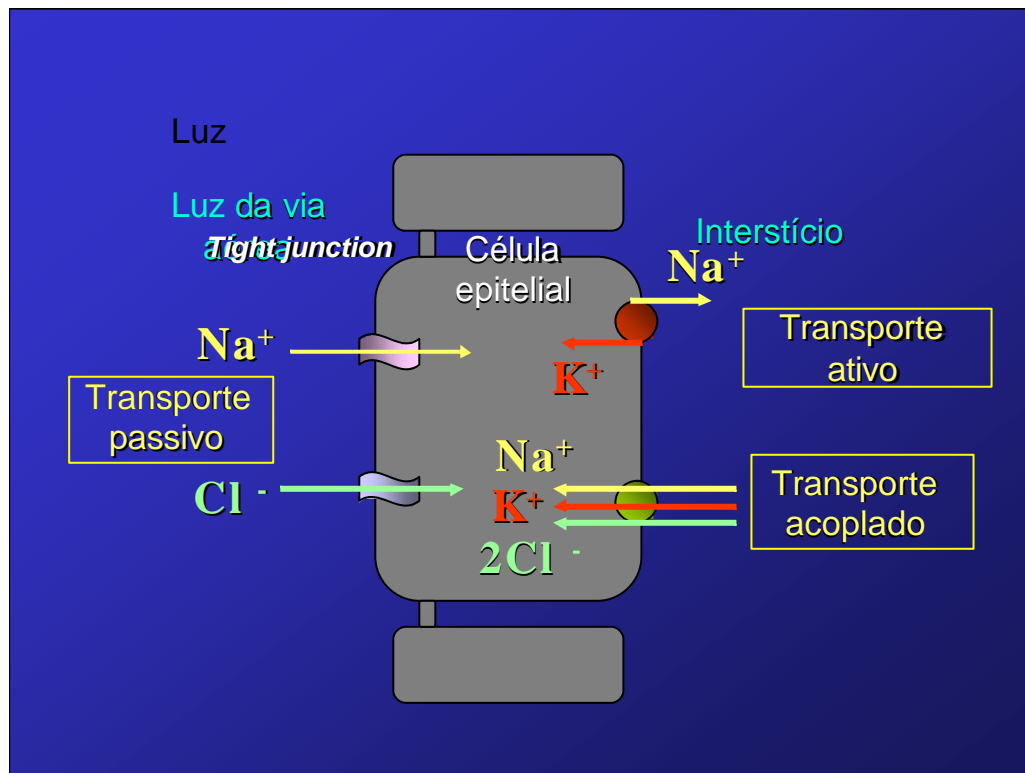 Luz
Luz da via
aérea
Tight junction
Célula
epitelial
Interstício
Na⁺
Transporte
ativo
Na⁺
K⁺
Transporte
passivo
Na⁺
Cl ⁻
K⁺
Transporte
acoplado
2Cl ⁻